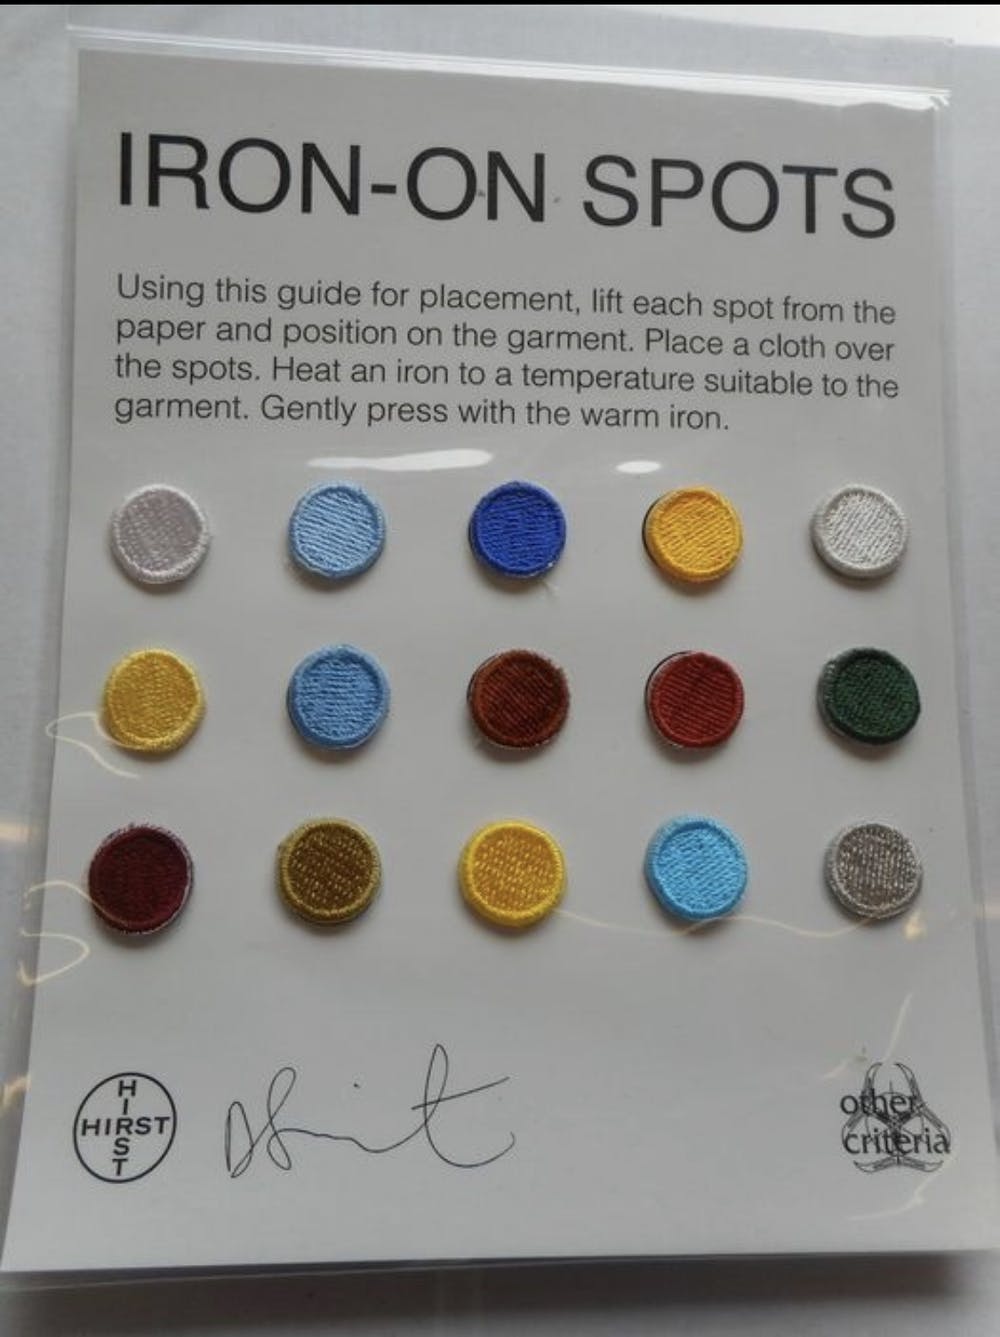 IRON-ON SPOTS
Using this guide for placement, lift each spot from the
paper and position on the garment. Place a cloth over
the spots. Heat an iron to a temperature suitable to the
garment. Gently press with the warm iron.
HIRST
HIRST
D Hirst
other
criteria